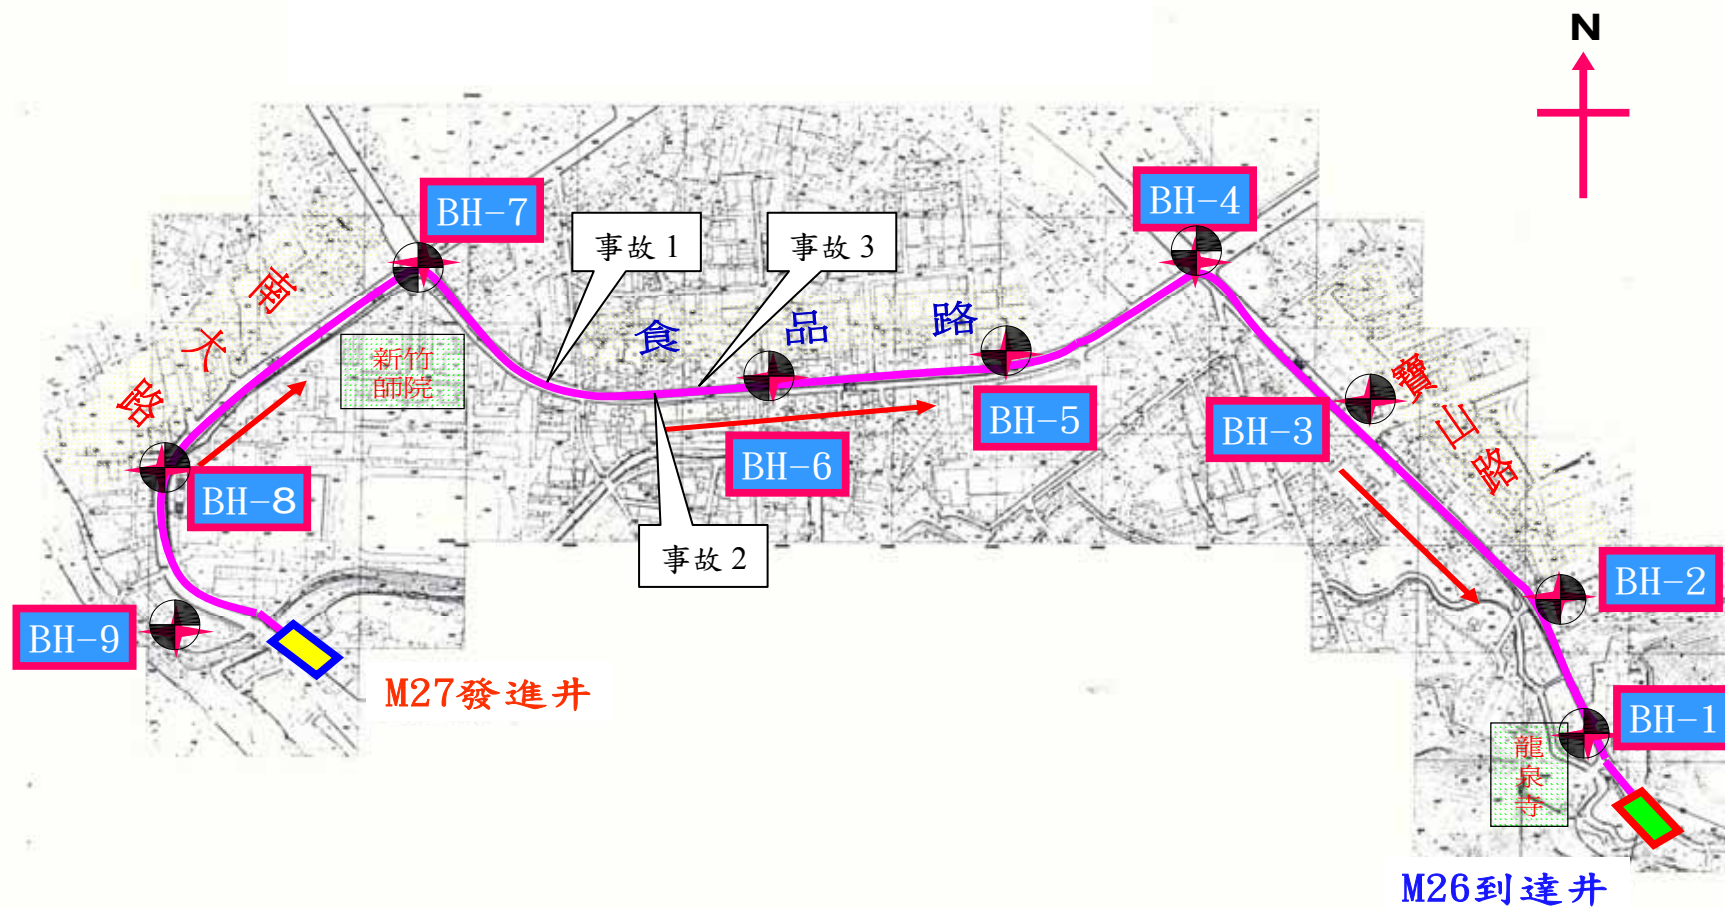 N
BH-7
BH-4
事故 1
事故 3
南大路
食品路
寶山路
新竹
師院
BH-5
BH-3
BH-6
BH-8
事故 2
BH-2
BH-9
M27發進井
BH-1
龍泉寺
M26到達井